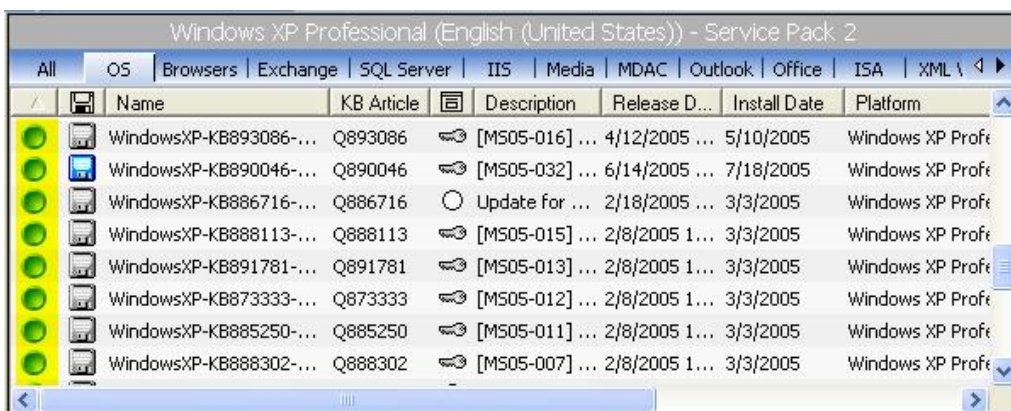 Windows XP Professional (English (United States)) - Service Pack 2
All OS Browsers Exchange SQL Server IIS Media MDAC Outlook Office ISA XML
Name KB Article Description Release D... Install Date Platform
WindowsXP-KB893086-... Q893086 [MS05-016] ... 4/12/2005 ... 5/10/2005 Windows XP Profe
WindowsXP-KB890046-... Q890046 [MS05-032] ... 6/14/2005 ... 7/18/2005 Windows XP Profe
WindowsXP-KB886716-... Q886716 Update for ... 2/18/2005 ... 3/3/2005 Windows XP Profe
WindowsXP-KB888113-... Q888113 [MS05-015] ... 2/8/2005 1... 3/3/2005 Windows XP Profe
WindowsXP-KB891781-... Q891781 [MS05-013] ... 2/8/2005 1... 3/3/2005 Windows XP Profe
WindowsXP-KB873333-... Q873333 [MS05-012] ... 2/8/2005 1... 3/3/2005 Windows XP Profe
WindowsXP-KB885250-... Q885250 [MS05-011] ... 2/8/2005 1... 3/3/2005 Windows XP Profe
WindowsXP-KB888302-... Q888302 [MS05-007] ... 2/8/2005 1... 3/3/2005 Windows XP Profe